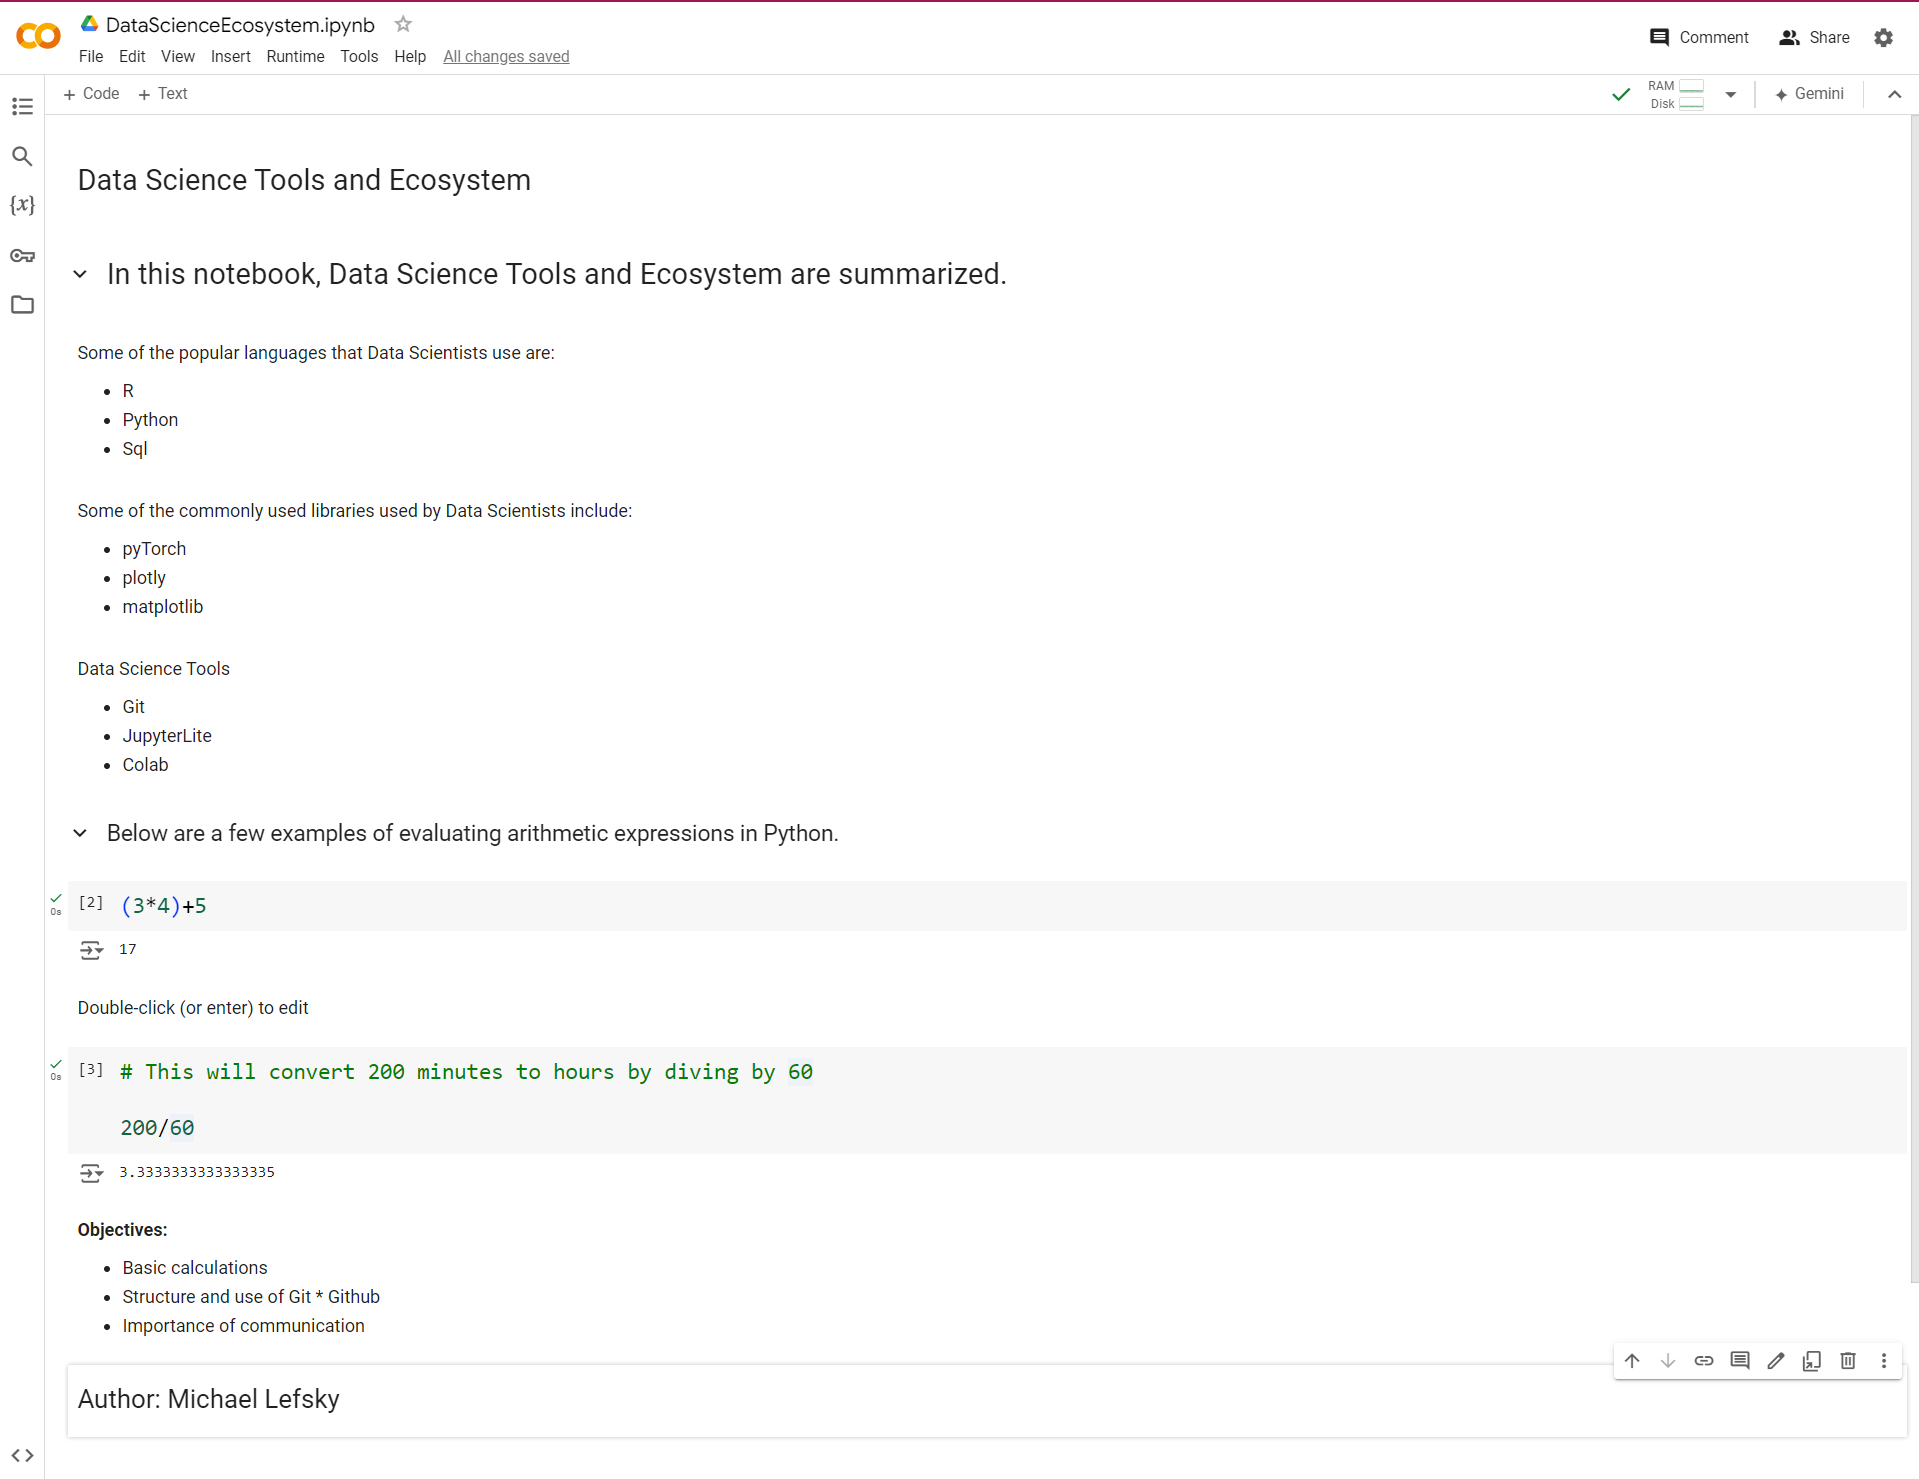 DataScienceEcosystem.ipynb
File Edit View Insert Runtime Tools Help All changes saved
Comment Share
+ Code + Text
RAM
Disk
Gemini
Data Science Tools and Ecosystem
In this notebook, Data Science Tools and Ecosystem are summarized.
Some of the popular languages that Data Scientists use are:
• R
• Python
• Sql
Some of the commonly used libraries used by Data Scientists include:
• pyTorch
• plotly
• matplotlib
Data Science Tools
• Git
• JupyterLite
• Colab
Below are a few examples of evaluating arithmetic expressions in Python.
0s [2] (3*4)+5
17
Double-click (or enter) to edit
0s [3] # This will convert 200 minutes to hours by diving by 60
200/60
3.3333333333333335
Objectives:
• Basic calculations
• Structure and use of Git * Github
• Importance of communication
Author: Michael Lefsky